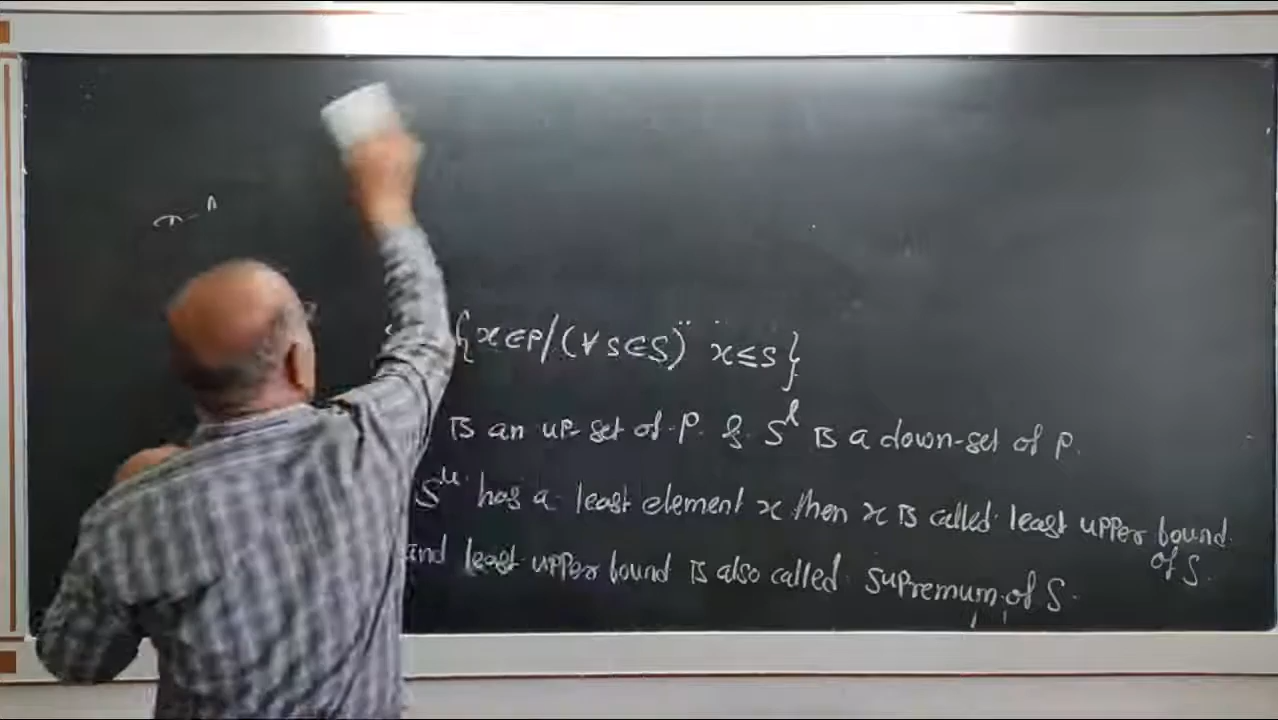 {x∈P/(∀ s∈S) x≤s}
is an up-set of P. & S^l is a down-set of P.
S^u has a least element x then x is called least upper bound
of S.
and least upper bound is also called supremum of S.